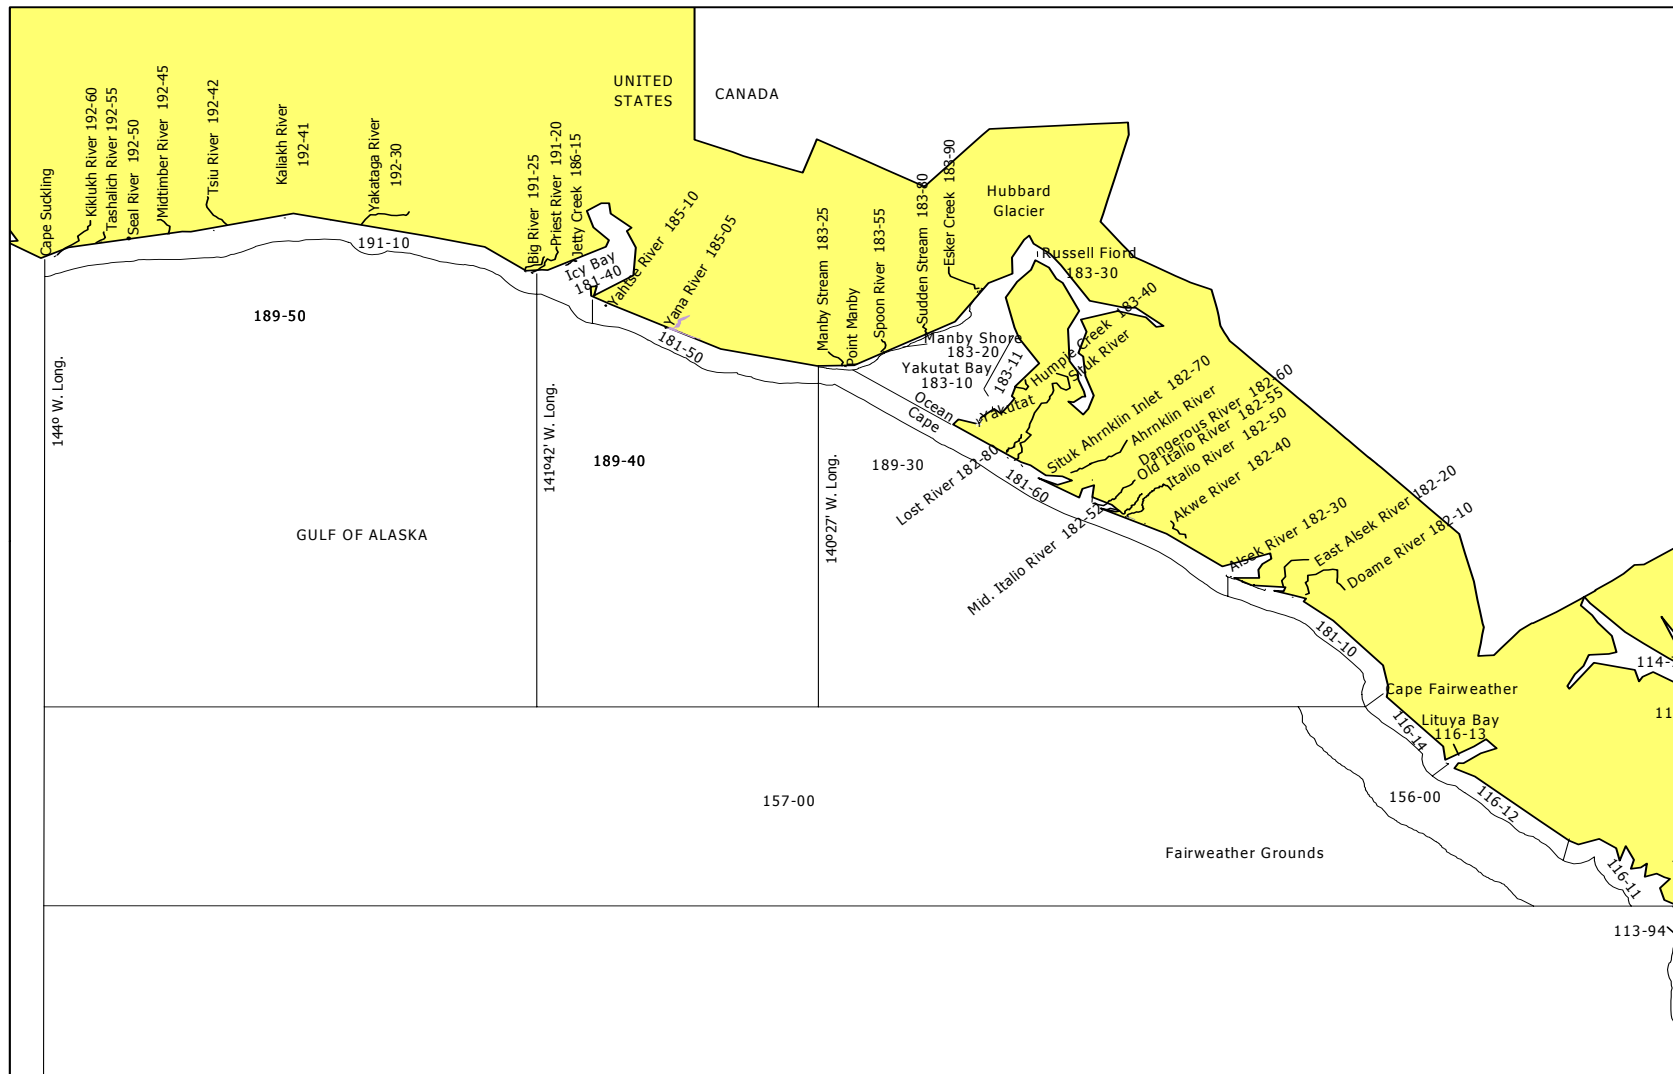 UNITED
STATES
CANADA
Cape Suckling
Kiklukh River 192-60
Tashalich River 192-55
Seal River 192-50
Midtimber River 192-45
Tsiu River 192-42
Kaliakh River
192-41
Yakataga River
192-30
191-10
Big River 191-25
Priest River 191-20
Jetty Creek 186-15
Icy Bay
181-40
Yahtse River 185-10
Yana River 185-05
181-50
Manby Stream 183-25
Point Manby
Spoon River 183-55
Sudden Stream 183-80
Esker Creek 183-90
Hubbard
Glacier
Russell Fiord
183-30
Manby Shore
183-20
Yakutat Bay
183-10
183-11
Humpie Creek 183-40
Situk River
Yakutat
Ocean
Cape
Situk Ahrnklin Inlet 182-70
Ahrnklin River
Dangerous River 182-60
Old Italio River 182-55
Italio River 182-50
Akwe River 182-40
Lost River 182-80
181-60
Mid. Italio River 182-52
Alsek River 182-30
East Alsek River 182-20
Doame River 182-10
181-10
189-50
144º W. Long.
141º42' W. Long.
189-40
140º27' W. Long.
189-30
GULF OF ALASKA
Cape Fairweather
116-14
Lituya Bay
116-13
114-
11
157-00
156-00
116-12
Fairweather Grounds
116-11
113-94